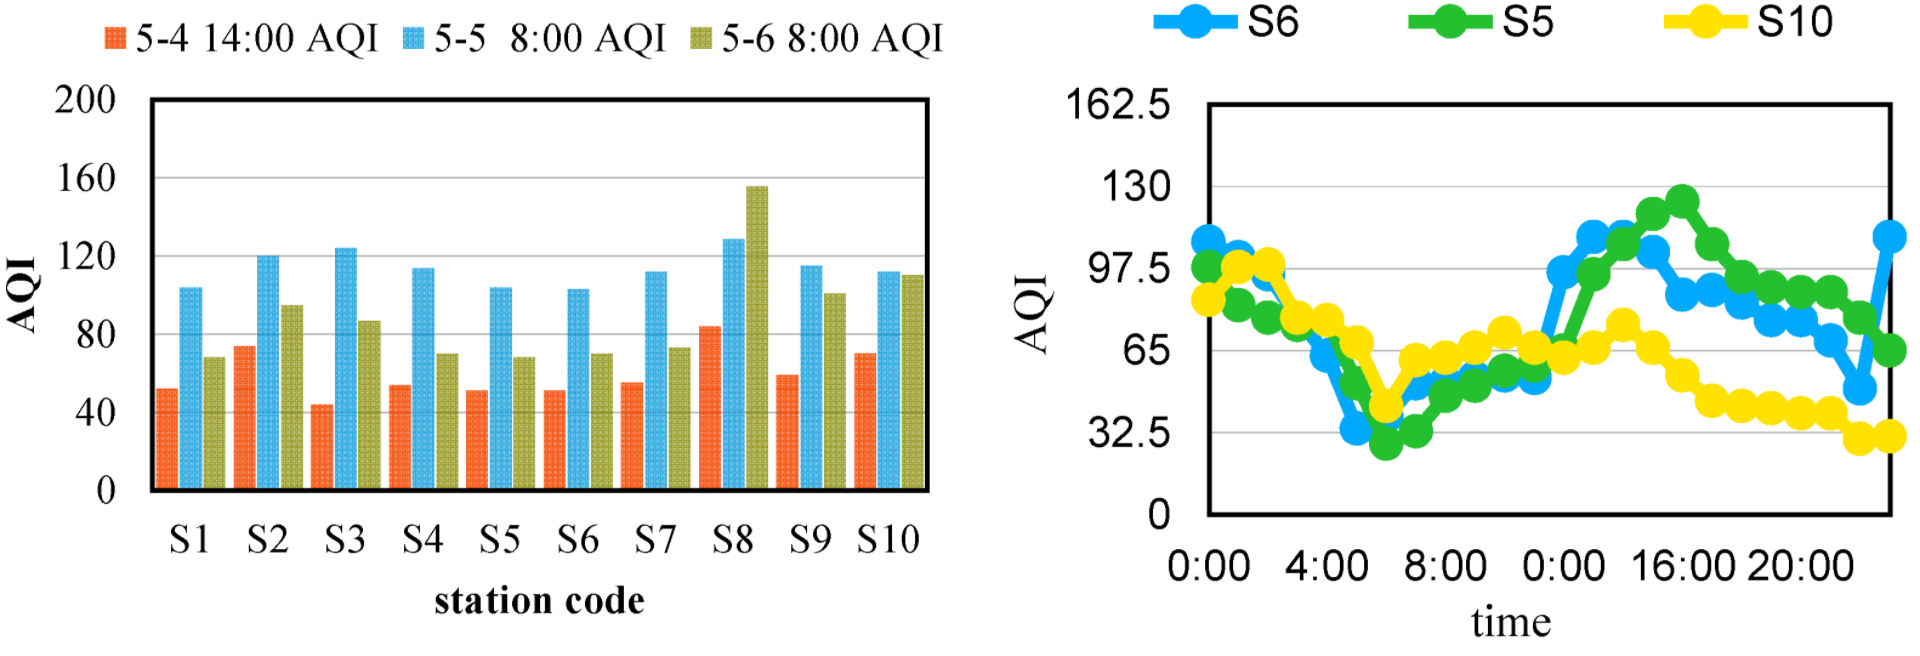 5-4 14:00 AQI 5-5 8:00 AQI 5-6 8:00 AQI
200
160
120
80
40
0
AQI
S1 S2 S3 S4 S5 S6 S7 S8 S9 S10
station code
S6 S5 S10
162.5
130
97.5
65
32.5
0
AQI
0:00 4:00 8:00 0:00 16:00 20:00
time